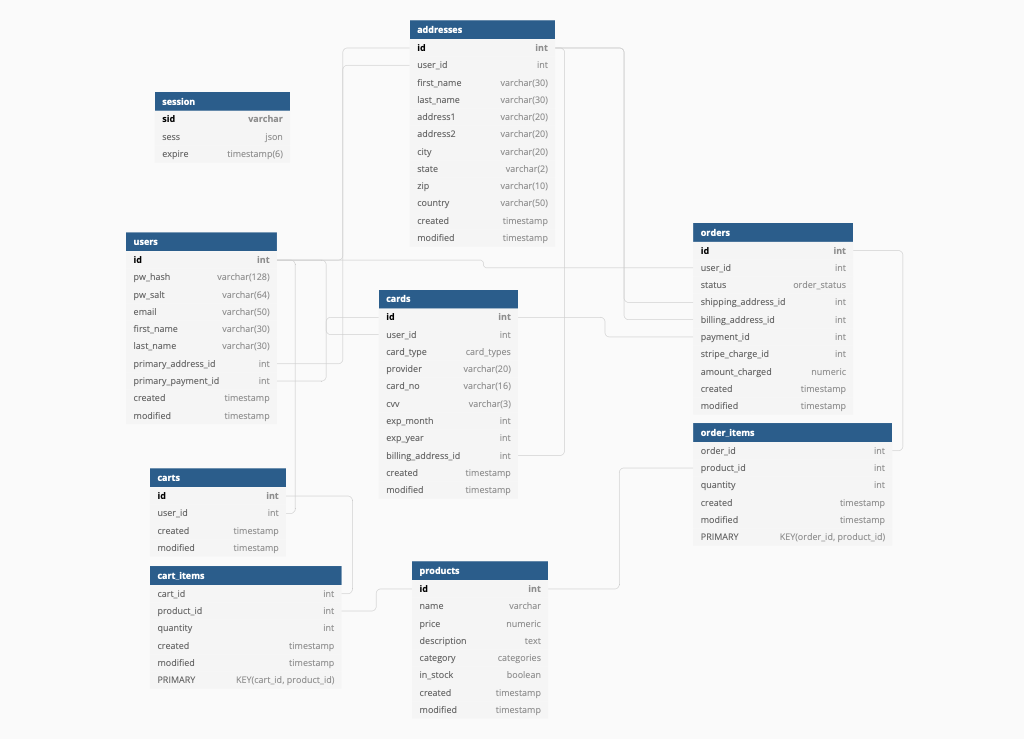 addresses
id int
user_id int
first_name varchar(30)
last_name varchar(30)
address1 varchar(20)
address2 varchar(20)
city varchar(20)
state varchar(2)
zip varchar(10)
country varchar(50)
created timestamp
modified timestamp
session
sid varchar
sess json
expire timestamp(6)
users
id int
pw_hash varchar(128)
pw_salt varchar(64)
email varchar(50)
first_name varchar(30)
last_name varchar(30)
primary_address_id int
primary_payment_id int
created timestamp
modified timestamp
cards
id int
user_id int
card_type card_types
provider varchar(20)
card_no varchar(16)
cvv varchar(3)
exp_month int
exp_year int
billing_address_id int
created timestamp
modified timestamp
orders
id int
user_id int
status order_status
shipping_address_id int
billing_address_id int
payment_id int
stripe_charge_id int
amount_charged numeric
created timestamp
modified timestamp
order_items
order_id int
product_id int
quantity int
created timestamp
modified timestamp
PRIMARY KEY(order_id, product_id)
carts
id int
user_id int
created timestamp
modified timestamp
cart_items
cart_id int
product_id int
quantity int
created timestamp
modified timestamp
PRIMARY KEY(cart_id, product_id)
products
id int
name varchar
price numeric
description text
category categories
in_stock boolean
created timestamp
modified timestamp